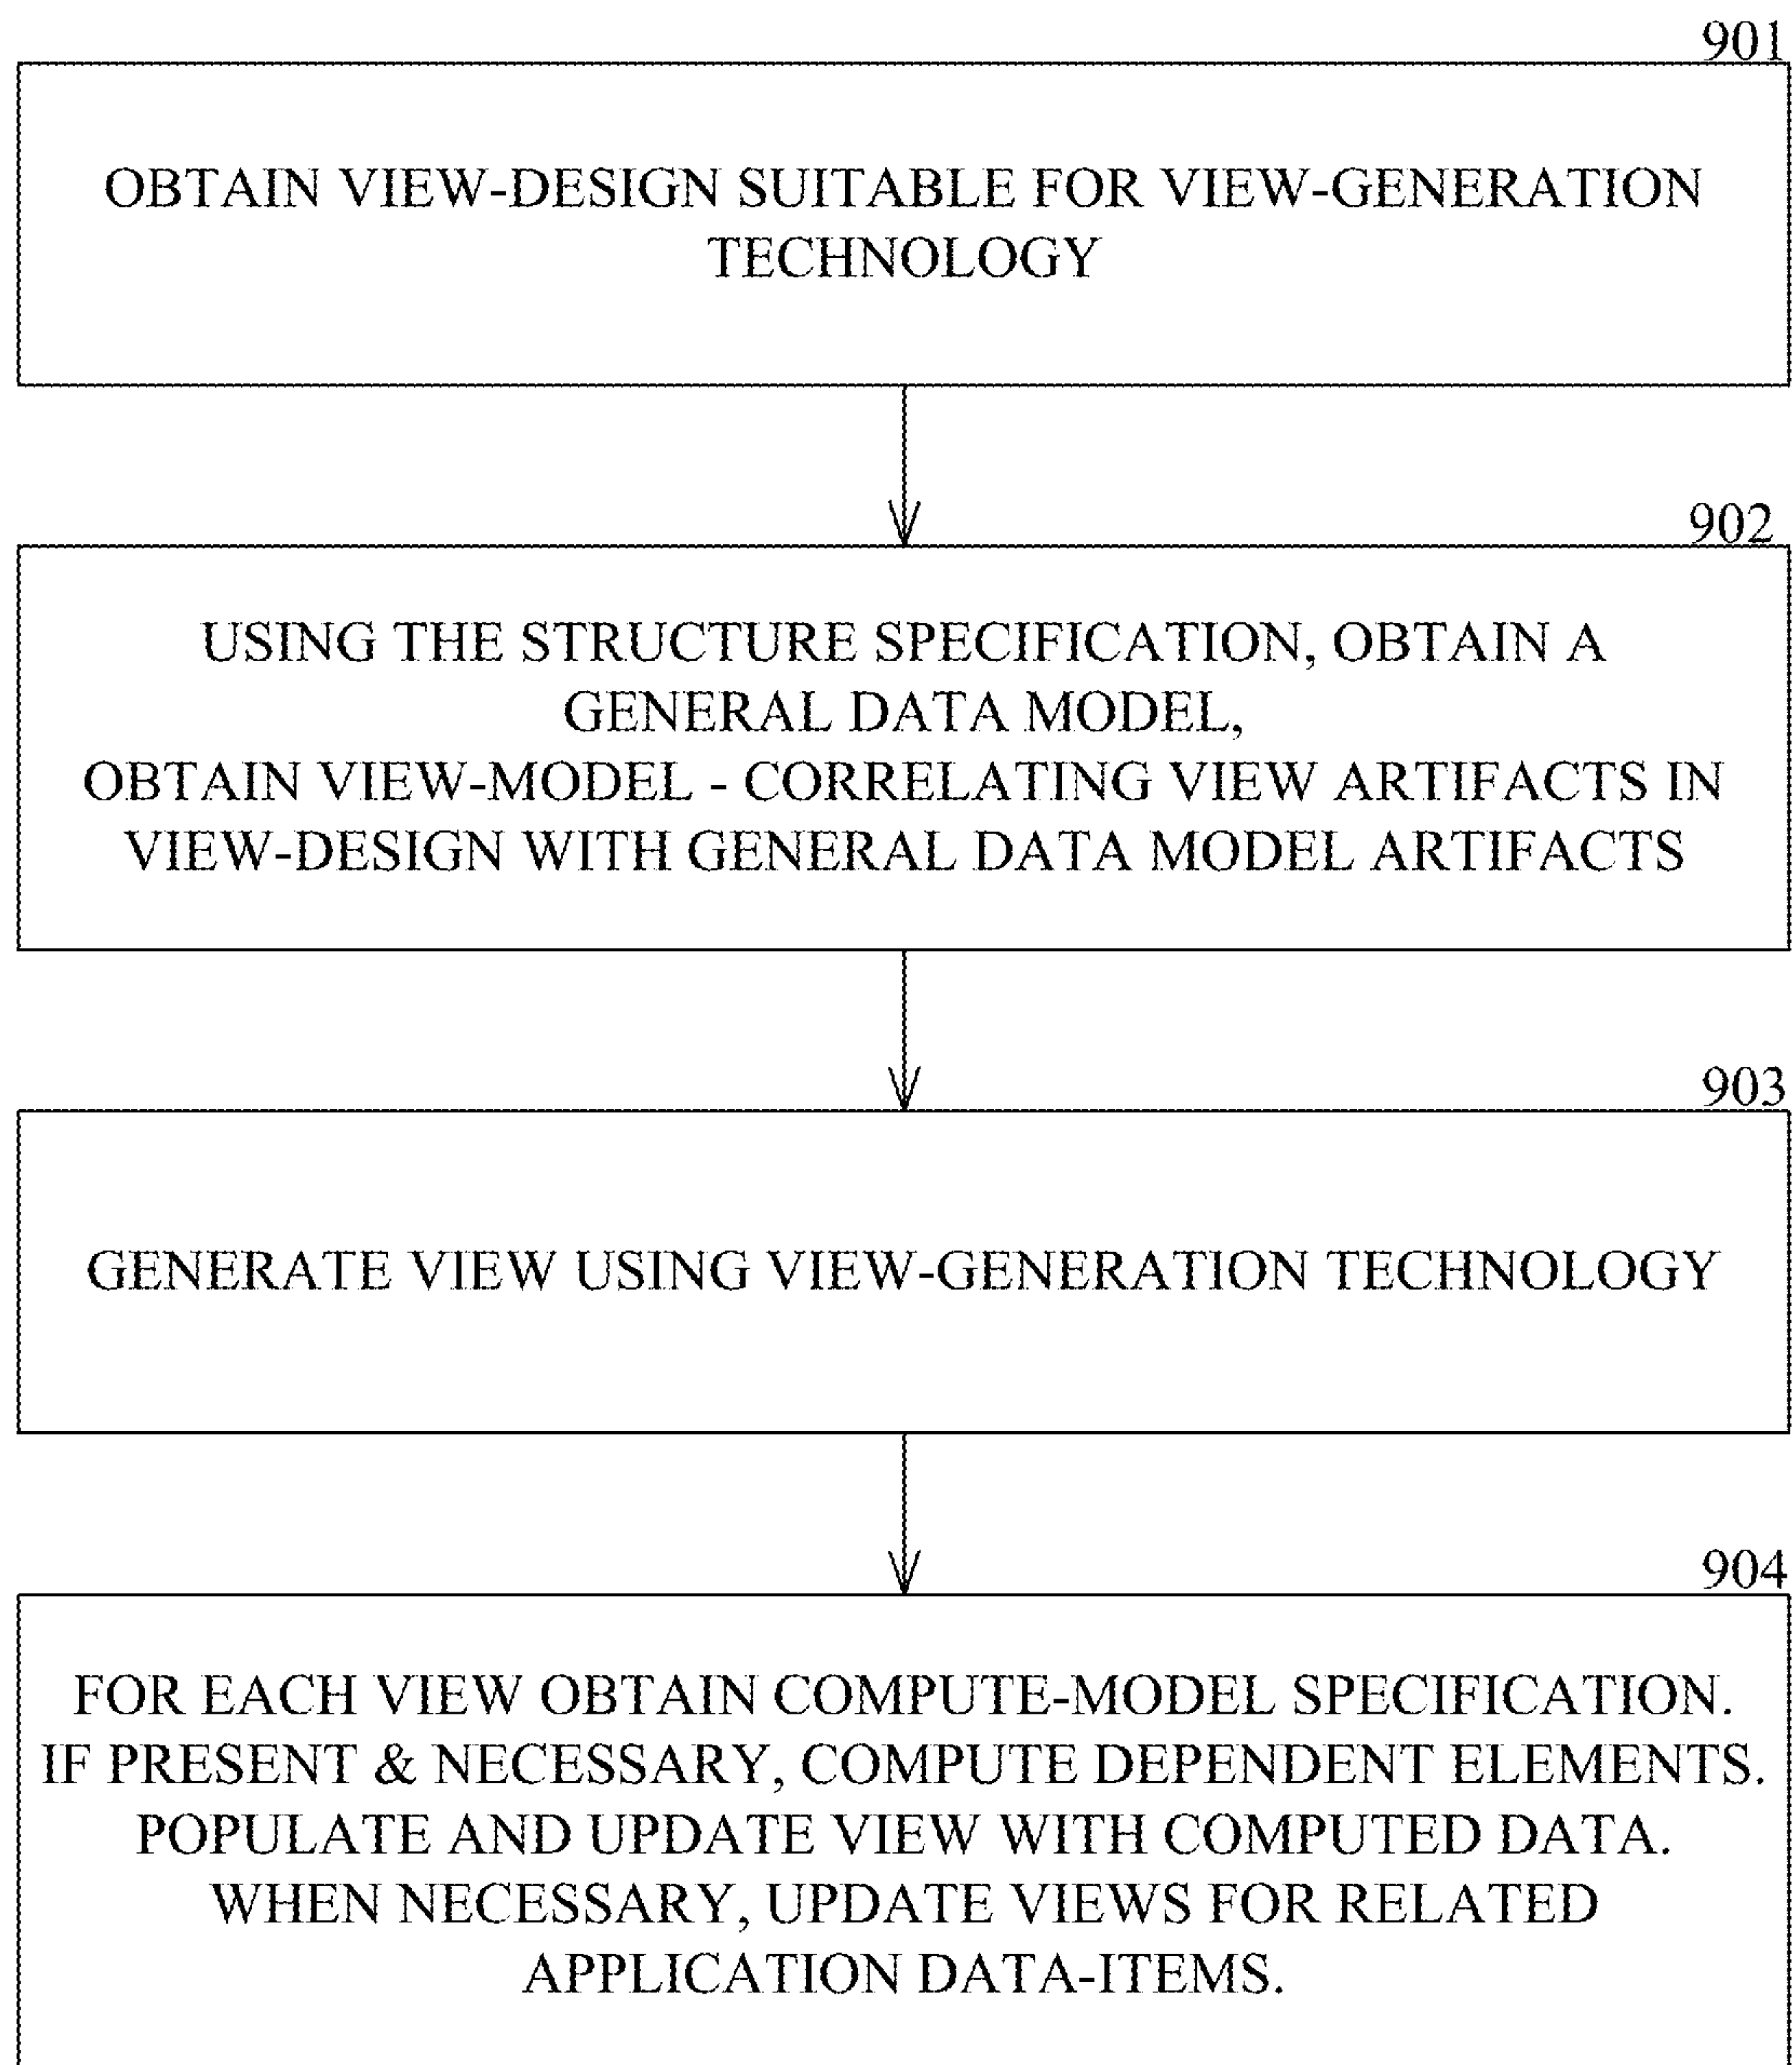 901
OBTAIN VIEW-DESIGN SUITABLE FOR VIEW-GENERATION
TECHNOLOGY
902
USING THE STRUCTURE SPECIFICATION, OBTAIN A
GENERAL DATA MODEL,
OBTAIN VIEW-MODEL - CORRELATING VIEW ARTIFACTS IN
VIEW-DESIGN WITH GENERAL DATA MODEL ARTIFACTS
903
GENERATE VIEW USING VIEW-GENERATION TECHNOLOGY
904
FOR EACH VIEW OBTAIN COMPUTE-MODEL SPECIFICATION.
IF PRESENT & NECESSARY, COMPUTE DEPENDENT ELEMENTS.
POPULATE AND UPDATE VIEW WITH COMPUTED DATA.
WHEN NECESSARY, UPDATE VIEWS FOR RELATED
APPLICATION DATA-ITEMS.